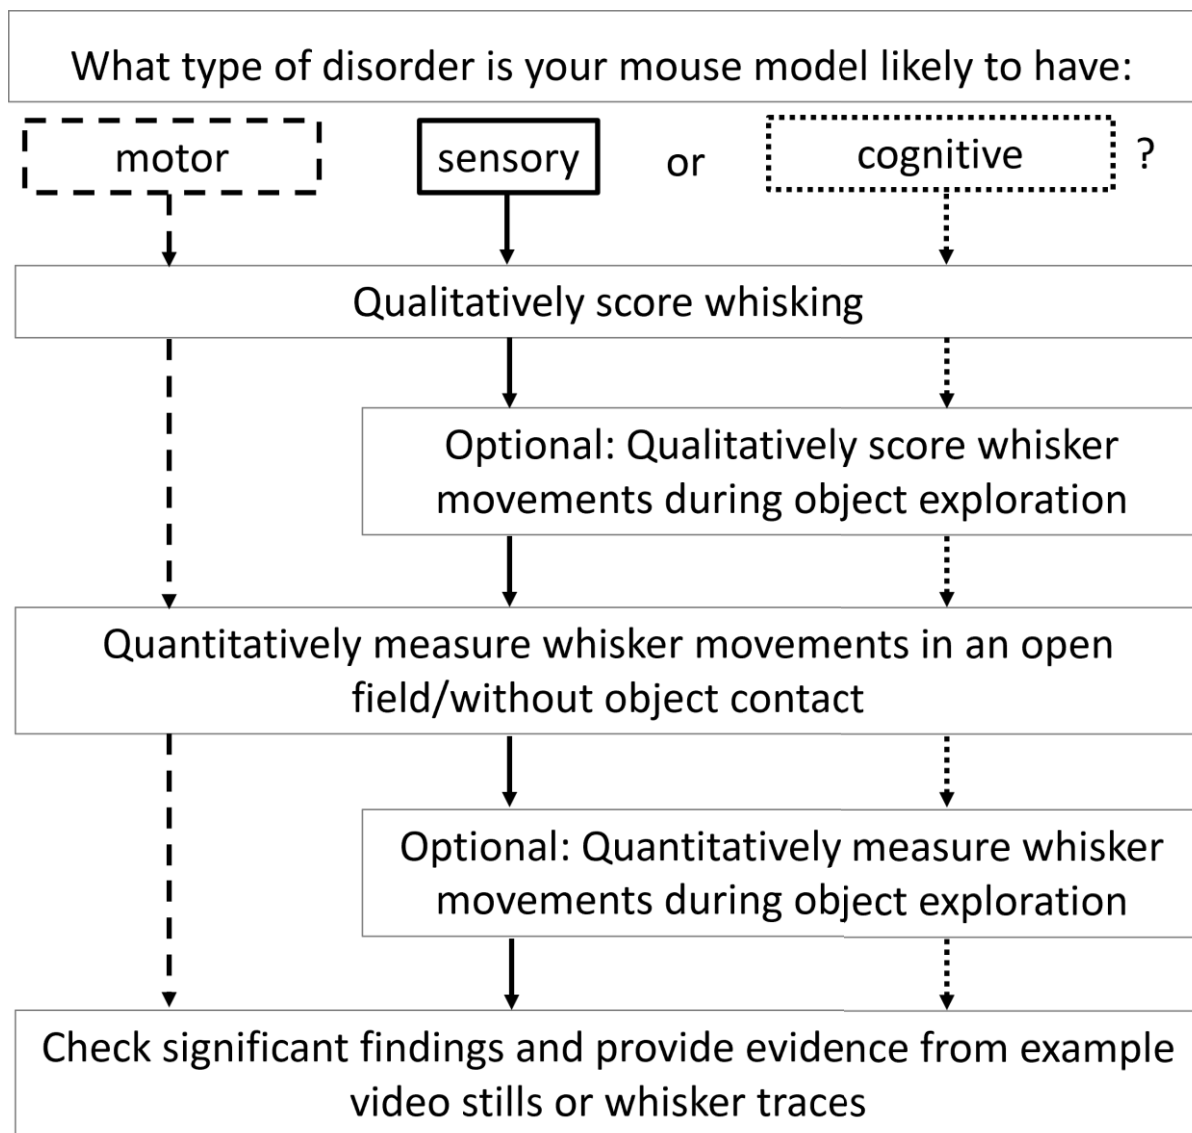 What type of disorder is your mouse model likely to have:
motor sensory or cognitive ?
Qualitatively score whisking
Optional: Qualitatively score whisker
movements during object exploration
Quantitatively measure whisker movements in an open
field/without object contact
Optional: Quantitatively measure whisker
movements during object exploration
Check significant findings and provide evidence from example
video stills or whisker traces